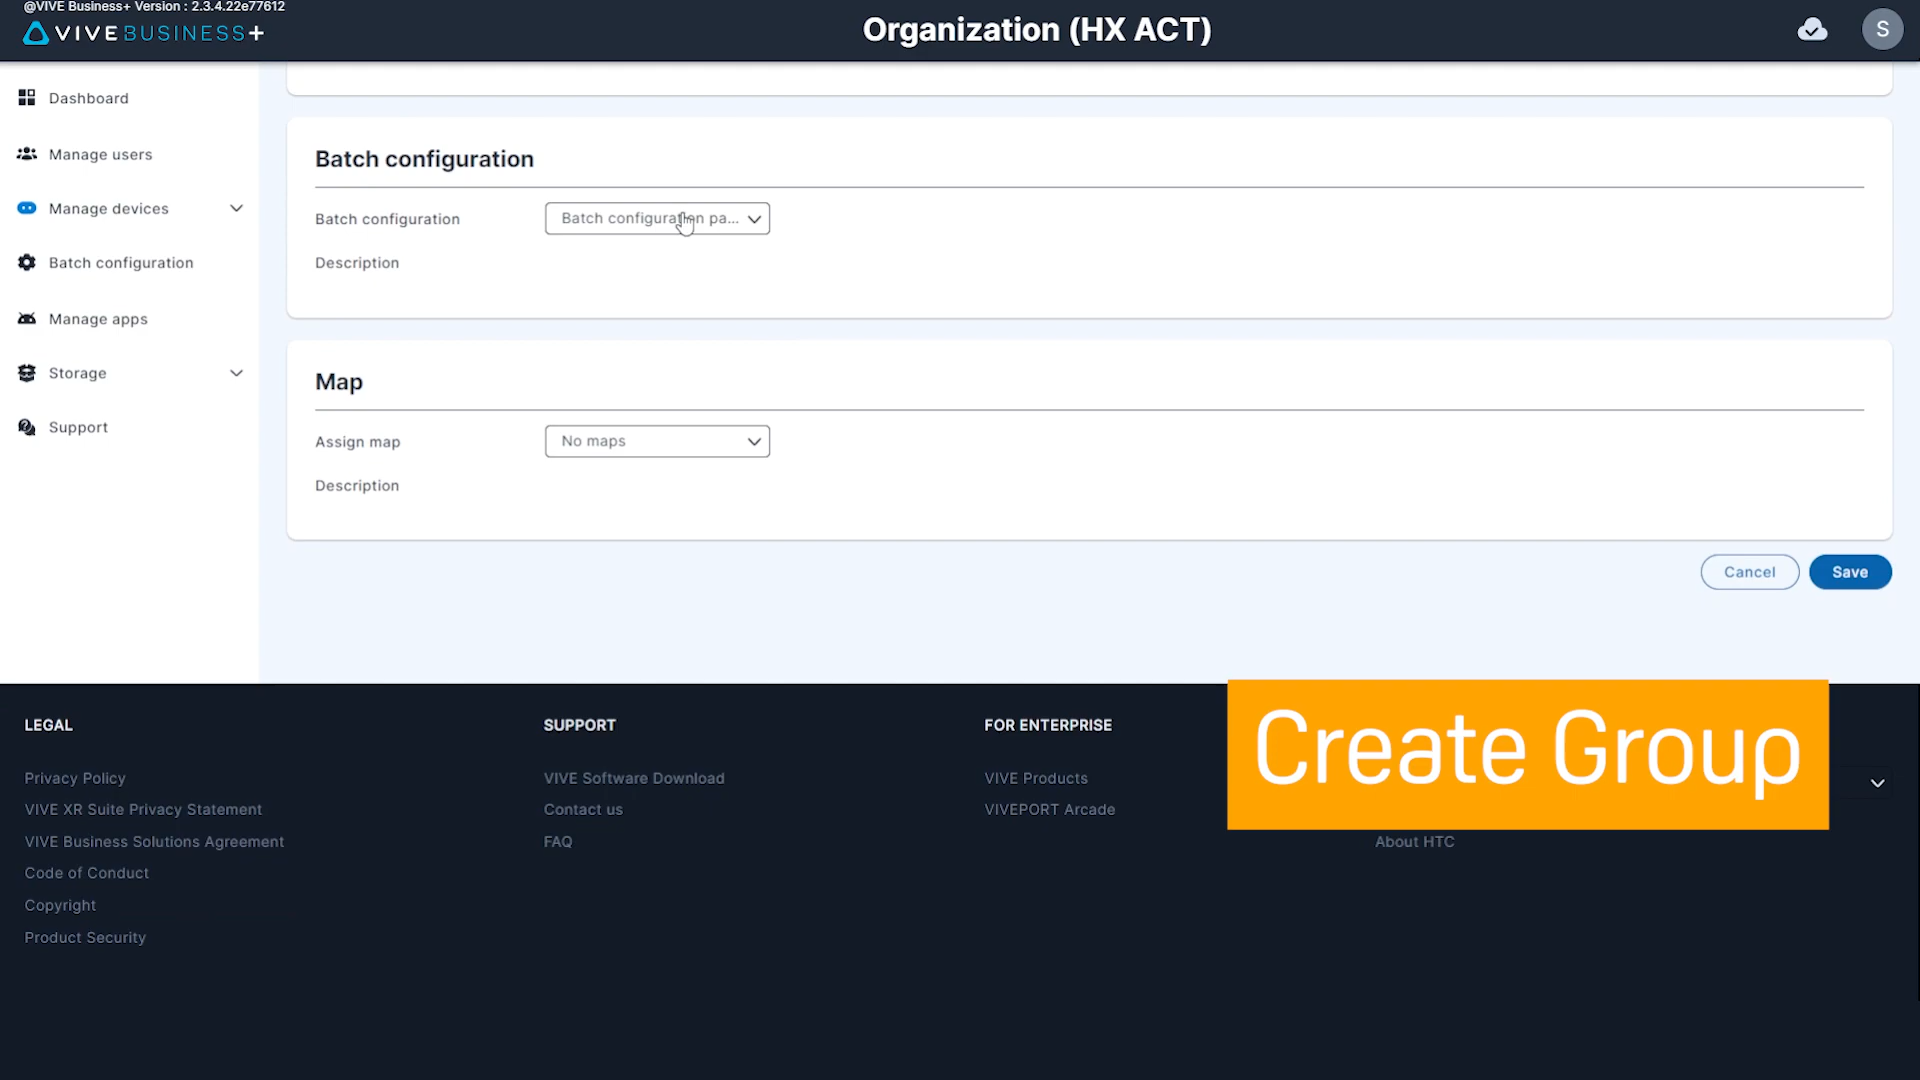 @VIVE Business+ Version : 2.3.4.22e77612
VIVE BUSINESS+
Organization (HX ACT)
S
Dashboard
Manage users
Manage devices
Batch configuration
Manage apps
Storage
Support
Batch configuration
Batch configuration
Batch configuration pa...
Description
Map
Assign map
No maps
Description
Cancel
Save
LEGAL
Privacy Policy
VIVE XR Suite Privacy Statement
VIVE Business Solutions Agreement
Code of Conduct
Copyright
Product Security
SUPPORT
VIVE Software Download
Contact us
FAQ
FOR ENTERPRISE
VIVE Products
VIVEPORT Arcade
Create Group
About HTC